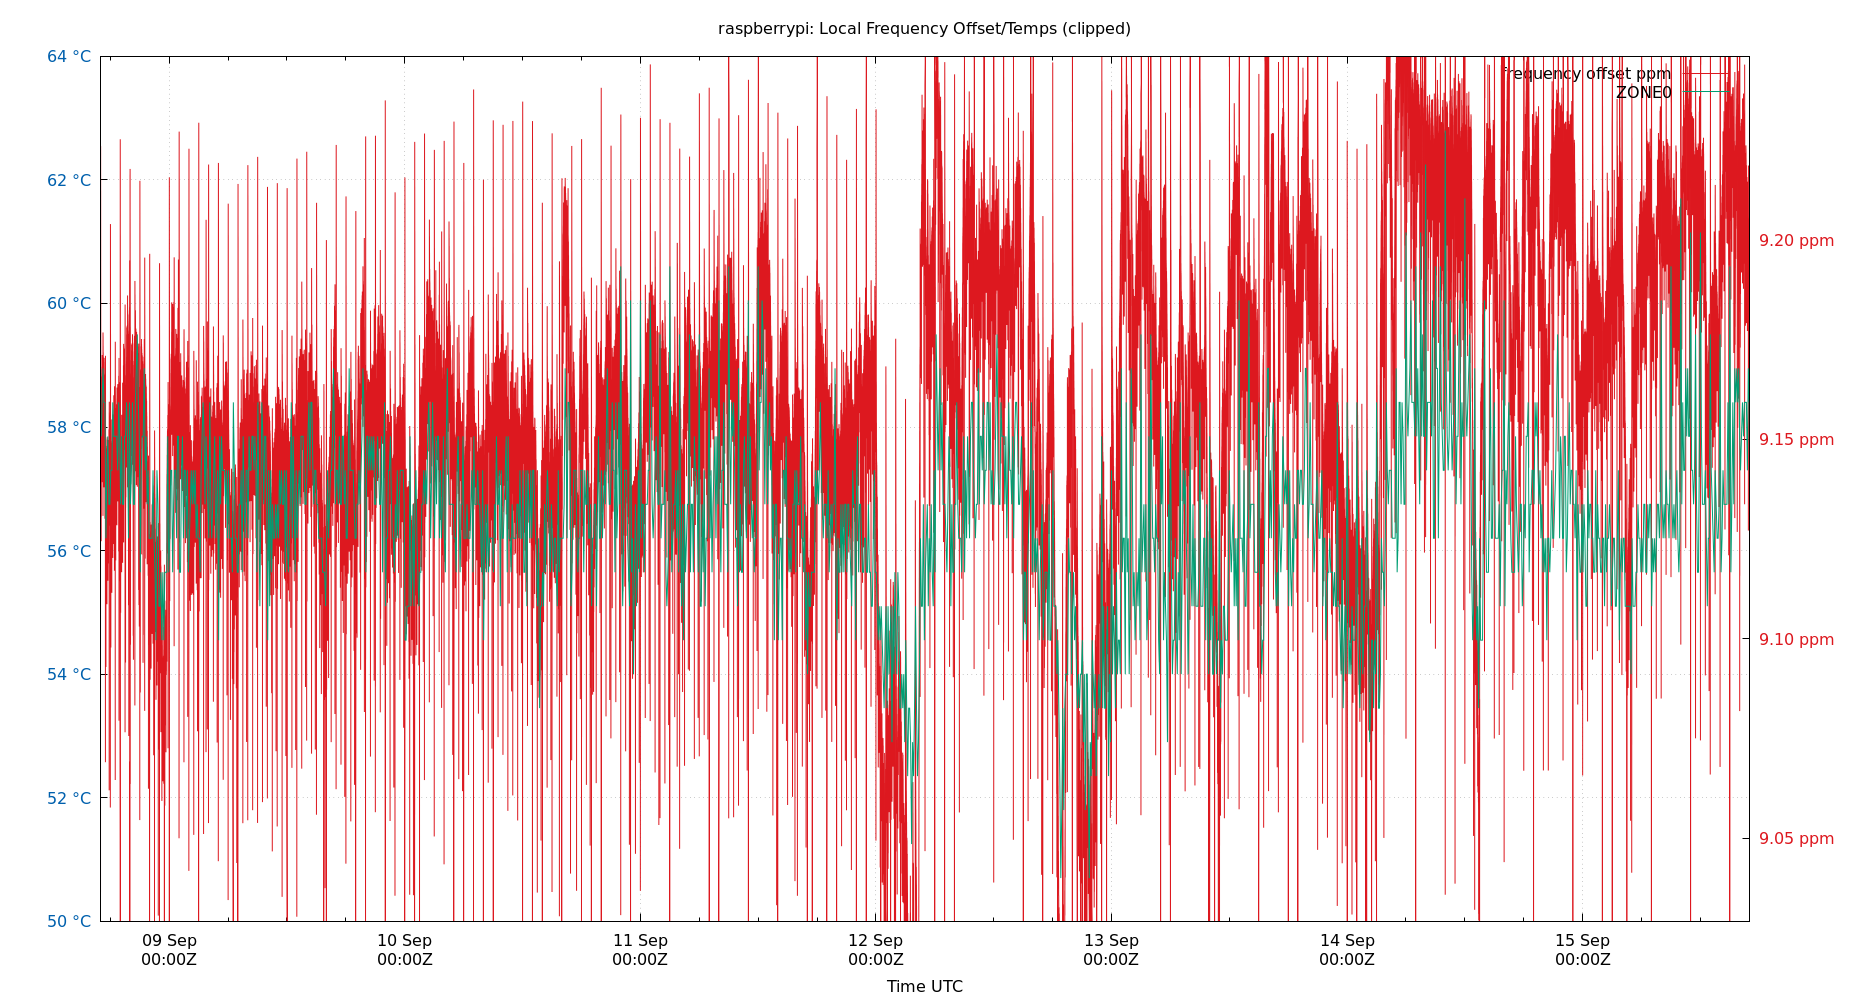 raspberrypi: Local Frequency Offset/Temps (clipped)
64 °C
62 °C
60 °C
58 °C
56 °C
54 °C
52 °C
50 °C
frequency offset ppm
ZONE0
9.20 ppm
9.15 ppm
9.10 ppm
9.05 ppm
09 Sep
00:00Z
10 Sep
00:00Z
11 Sep
00:00Z
12 Sep
00:00Z
13 Sep
00:00Z
14 Sep
00:00Z
15 Sep
00:00Z
Time UTC